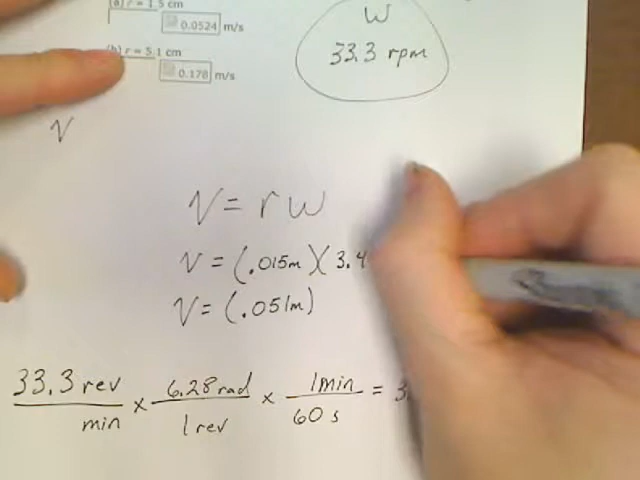 (a) r = 1.5 cm
0.0524 m/s
(b) r = 5.1 cm
0.178 m/s
W
33.3 rpm
V
V = r w
V = (.015m)(3.4
V = (.051m)
33.3 rev / min x 6.28 rad / 1 rev x 1 min / 60 s = 3.